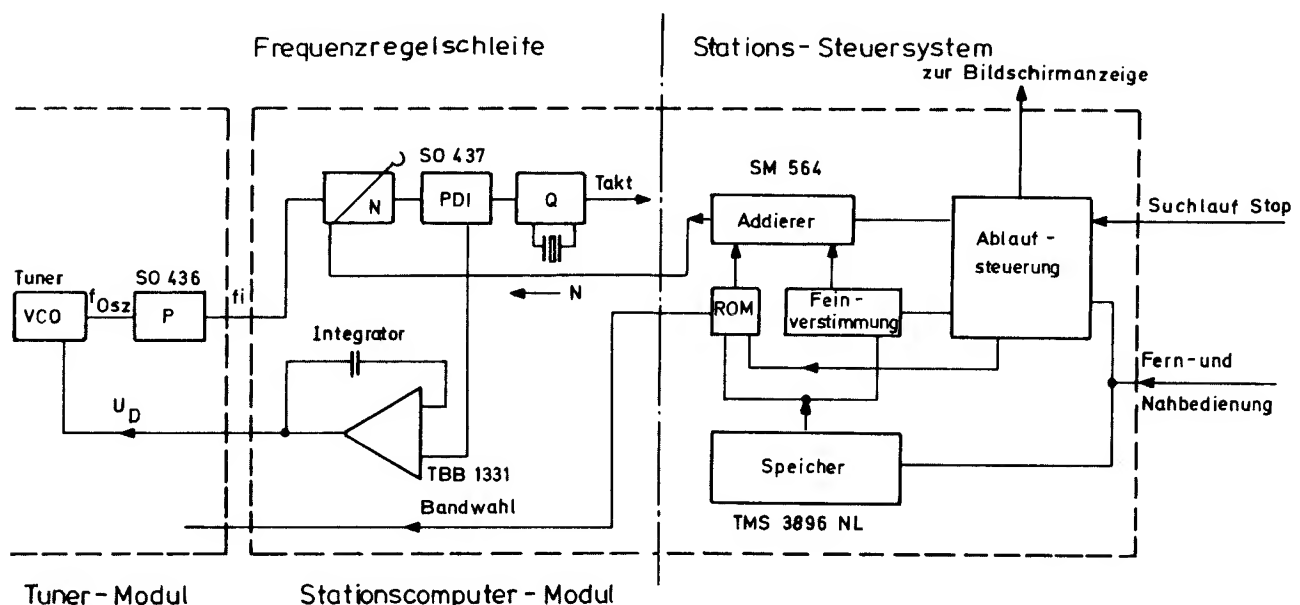 Frequenzregelschleife
Stations-Steuersystem
zur Bildschirmanzeige
SO 437
SM 564
N
PDI
Q
Takt
Addierer
Ablauf-
steuerung
Suchlauf Stop
Tuner
SO 436
VCO
fOsz
P
fi
N
ROM
Fein-
verstimmung
Integrator
Fern-und
Nahbedienung
UD
TBB 1331
Speicher
Bandwahl
TMS 3896 NL
Tuner-Modul
Stationscomputer-Modul